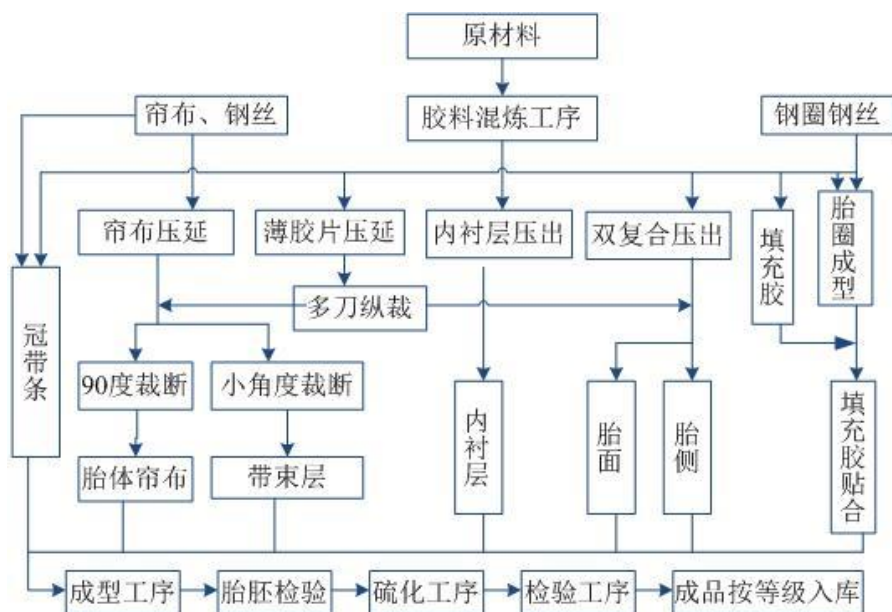 原材料
帘布、钢丝
胶料混炼工序
钢圈钢丝
帘布压延
薄胶片压延
内衬层压出
双复合压出
填充胶
胎圈成型
多刀纵裁
冠带条
90度裁断
小角度裁断
内衬层
胎面
胎侧
填充胶贴合
胎体帘布
带束层
成型工序
胎胚检验
硫化工序
检验工序
成品按等级入库